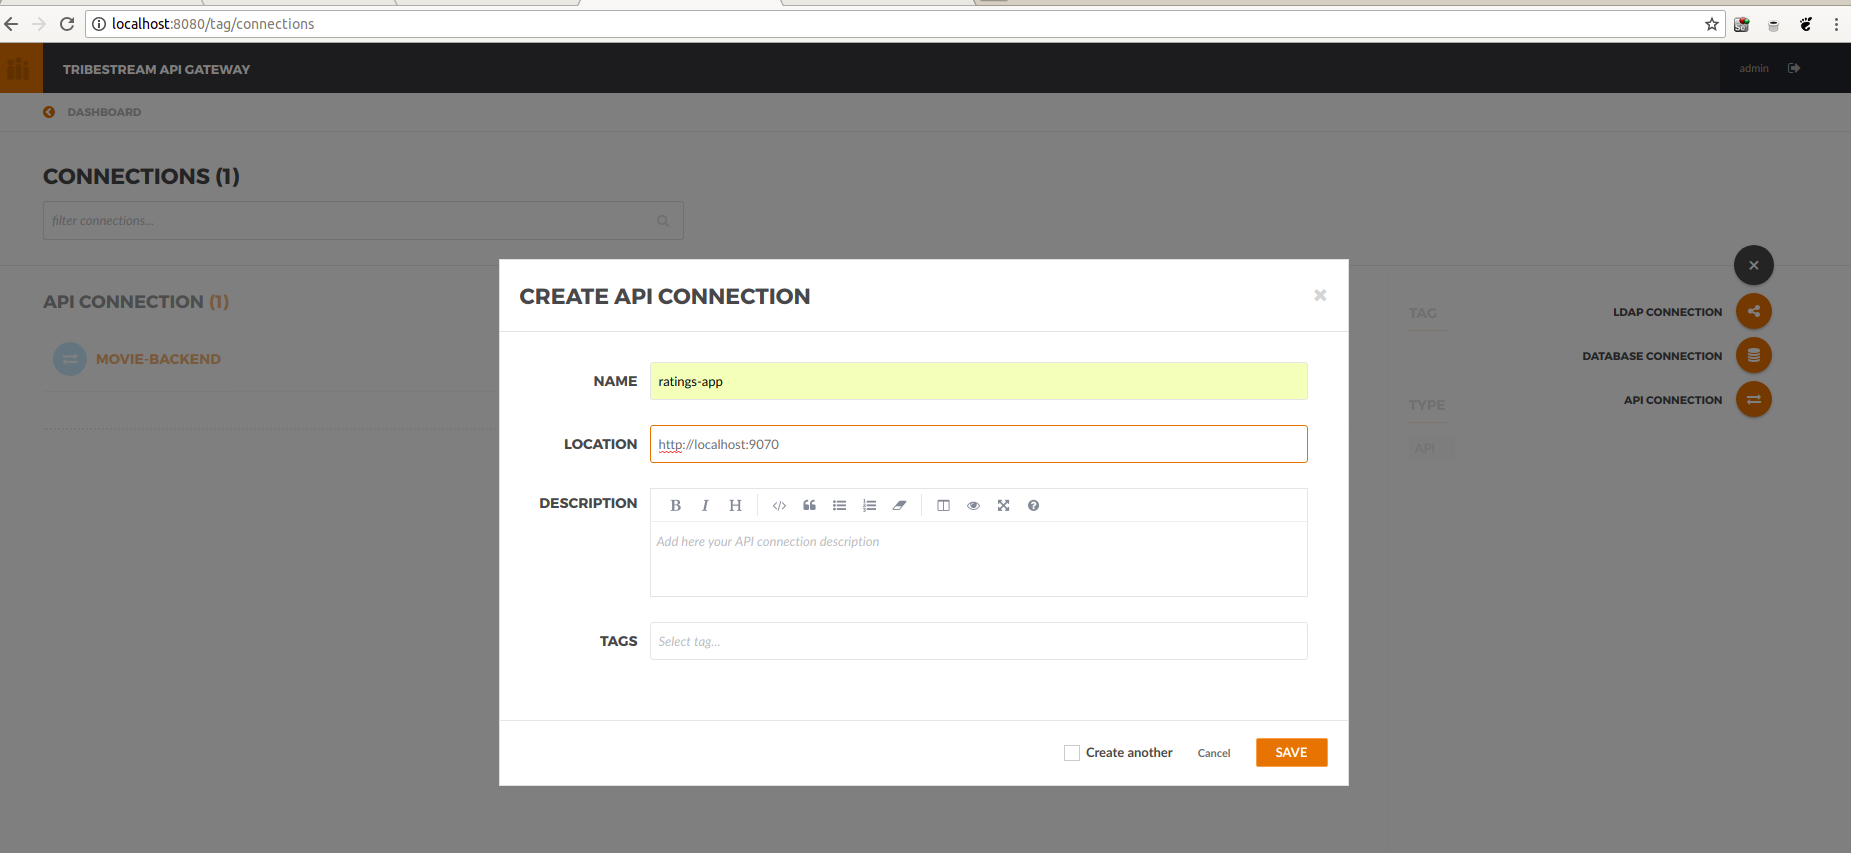 localhost:8080/tag/connections
TRIBESTREAM API GATEWAY
admin
DASHBOARD
CONNECTIONS (1)
filter connections...
API CONNECTION (1)
MOVIE-BACKEND
CREATE API CONNECTION
NAME
ratings-app
LOCATION
http://localhost:9070
DESCRIPTION
B I H
Add here your API connection description
TAGS
Select tag...
Create another
Cancel
SAVE
TAG
LDAP CONNECTION
DATABASE CONNECTION
API CONNECTION
TYPE
API